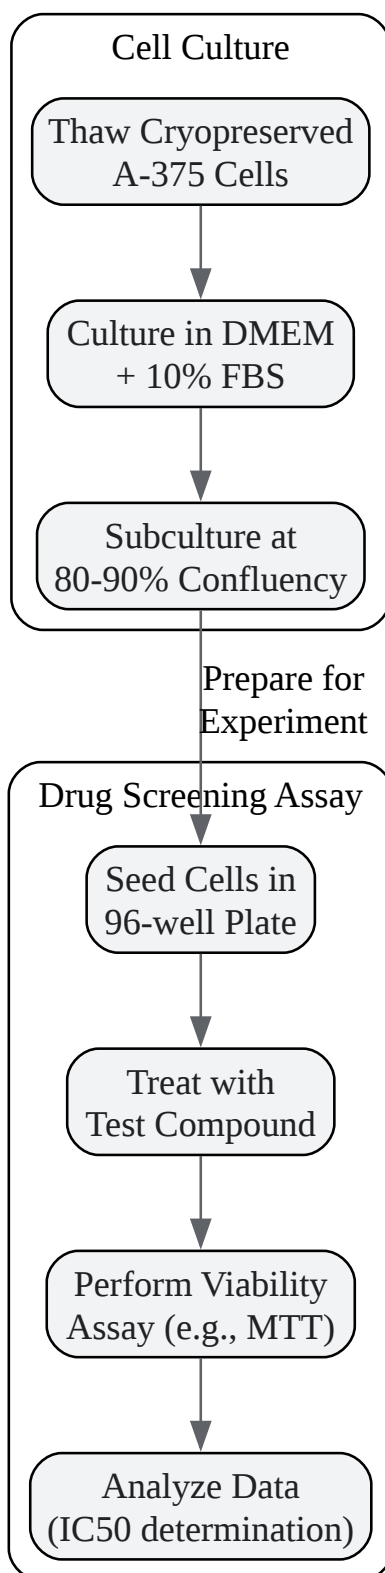 Cell Culture
Thaw Cryopreserved
A-375 Cells
Culture in DMEM
+ 10% FBS
Subculture at
80-90% Confluency
Prepare for
Experiment
Drug Screening Assay
Seed Cells in
96-well Plate
Treat with
Test Compound
Perform Viability
Assay (e.g., MTT)
Analyze Data
(IC50 determination)